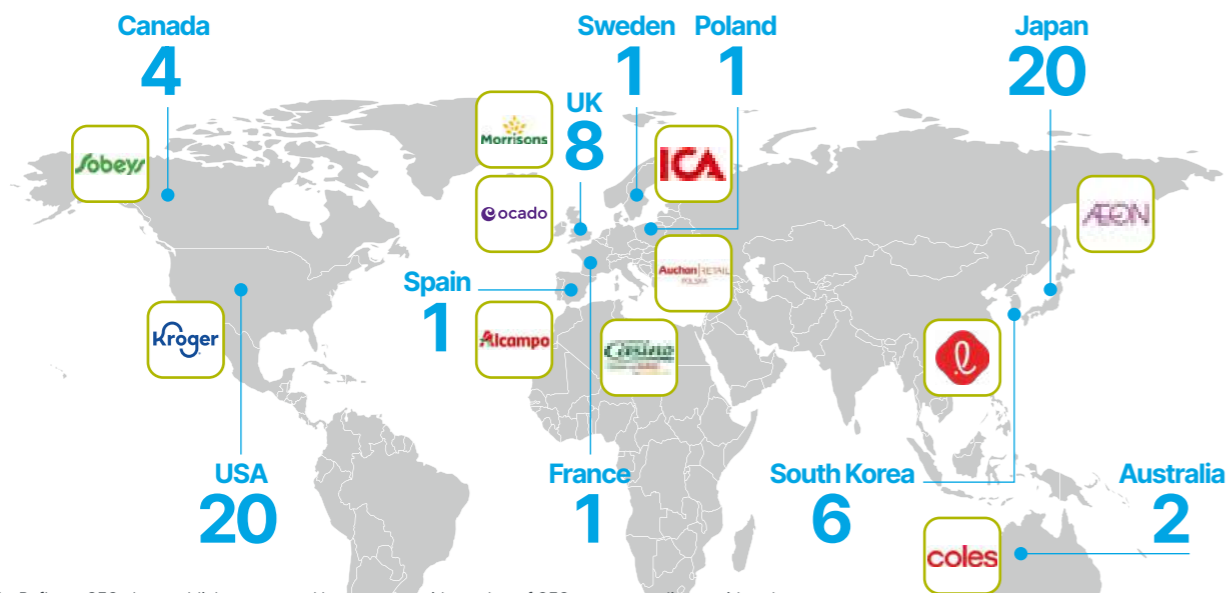 Canada
4
Sweden
1
Poland
1
Japan
20
UK
8
Morrisons
Sobeys
ICA
ocado
ÆON
Auchan RETAIL
POLSKA
Spain
1
Kroger
Alcampo
Casino
USA
20
France
1
South Korea
6
Australia
2
coles